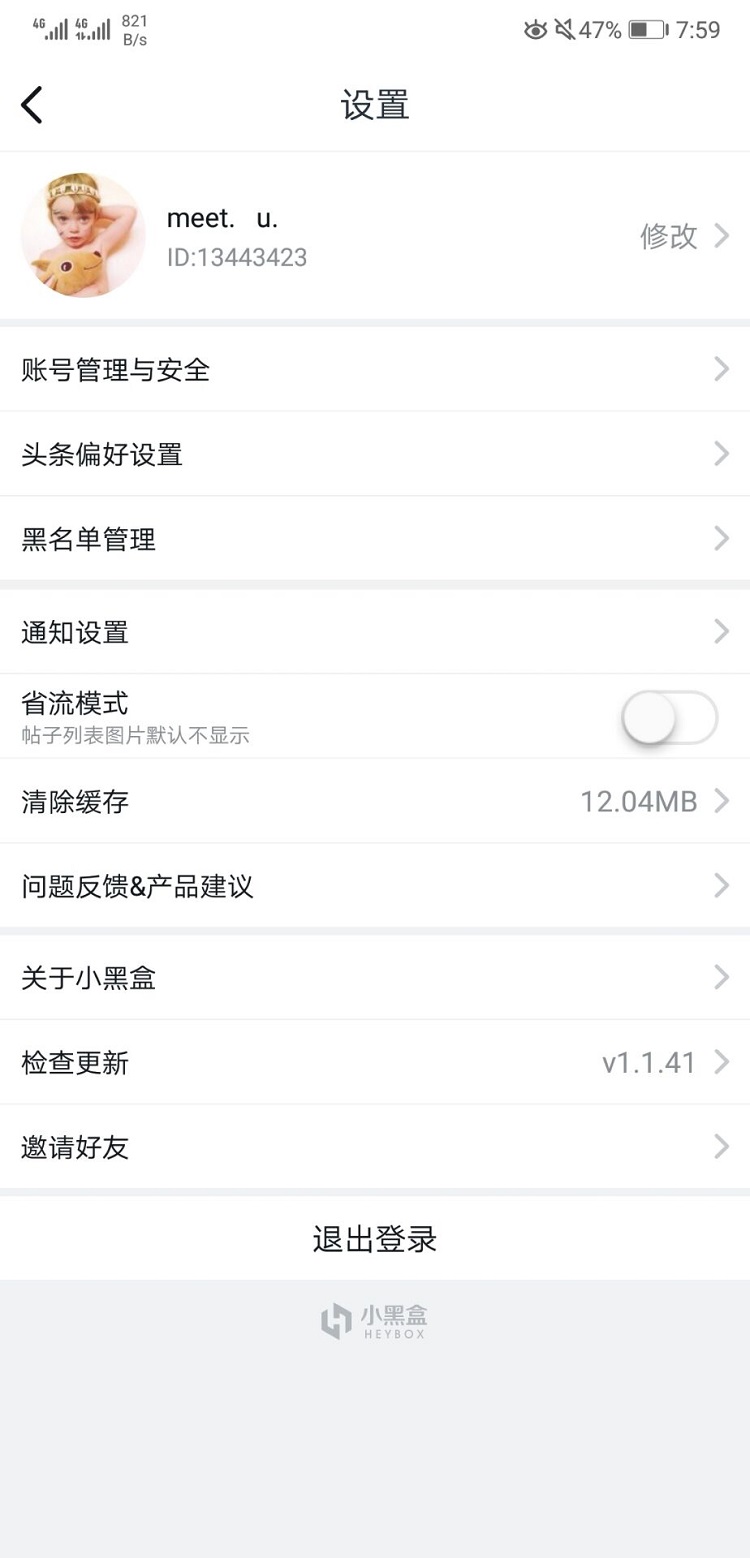 4G 4G 821 B/s 47% 7:59
设置
meet. u.
ID:13443423
修改
账号管理与安全
头条偏好设置
黑名单管理
通知设置
省流模式
帖子列表图片默认不显示
清除缓存 12.04MB
问题反馈&产品建议
关于小黑盒
检查更新 v1.1.41
邀请好友
退出登录
小黑盒
HEYBOX